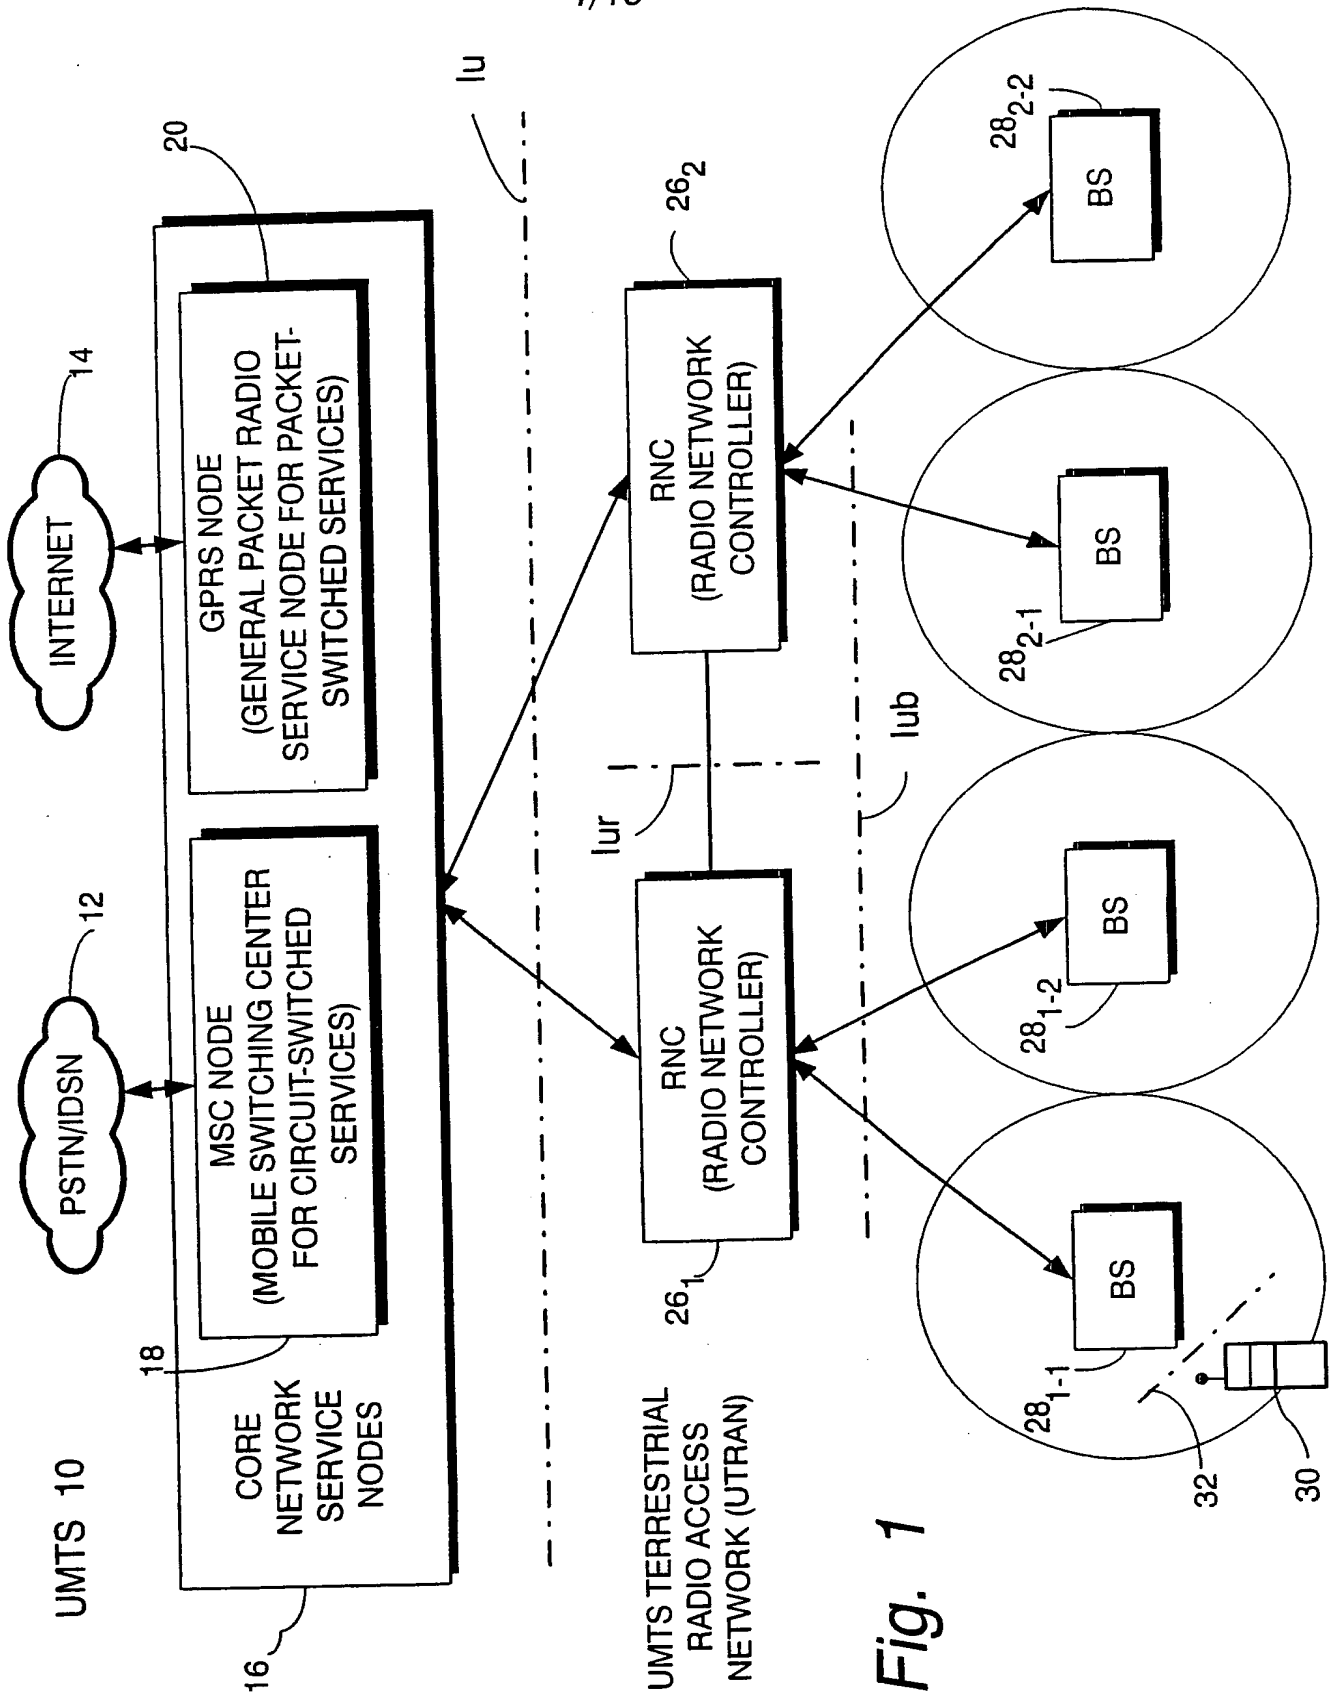 UMTS 10
PSTN/IDSN
12
INTERNET
14
16
CORE
NETWORK
SERVICE
NODES
18
MSC NODE
(MOBILE SWITCHING CENTER
FOR CIRCUIT-SWITCHED
SERVICES)
20
GPRS NODE
(GENERAL PACKET RADIO
SERVICE NODE FOR PACKET-
SWITCHED SERVICES)
Iu
UMTS TERRESTRIAL
RADIO ACCESS
NETWORK (UTRAN)
26₁
RNC
(RADIO NETWORK
CONTROLLER)
Iur
26₂
RNC
(RADIO NETWORK
CONTROLLER)
Iub
28₁₋₁
BS
28₁₋₂
BS
28₂₋₁
BS
28₂₋₂
BS
32
30
Fig. 1